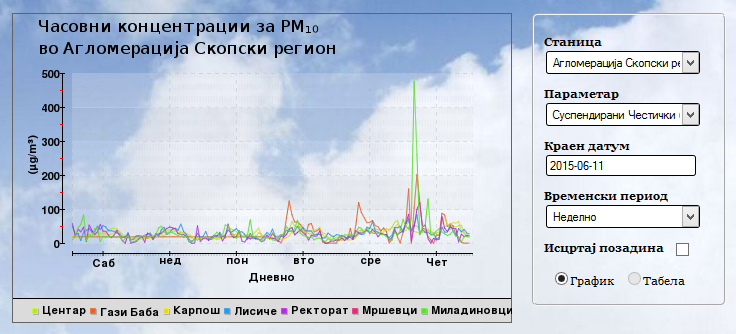 Часовни концентрации за PM₁₀
во Агломерација Скопски регион
(µg/m³)
500
400
300
200
100
0
Саб
нед
пон
вто
сре
Чет
Дневно
Центар Гази Баба Карпош Лисиче Ректорат Мршевци Миладиновци
Станица
Агломерација Скопски ре
Параметар
Суспендирани Честички
Краен датум
2015-06-11
Временски период
Неделно
Исцртај позадина
График Табела